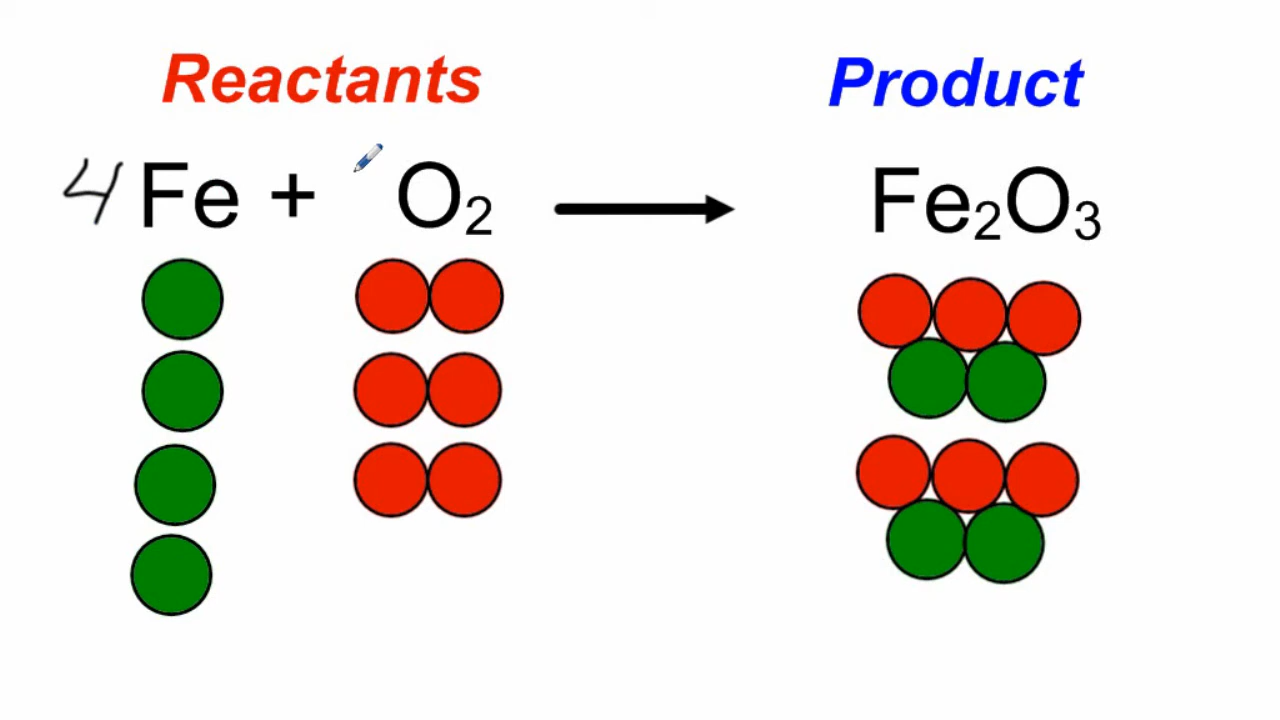 Reactants Product
4 Fe + O₂ → Fe₂O₃